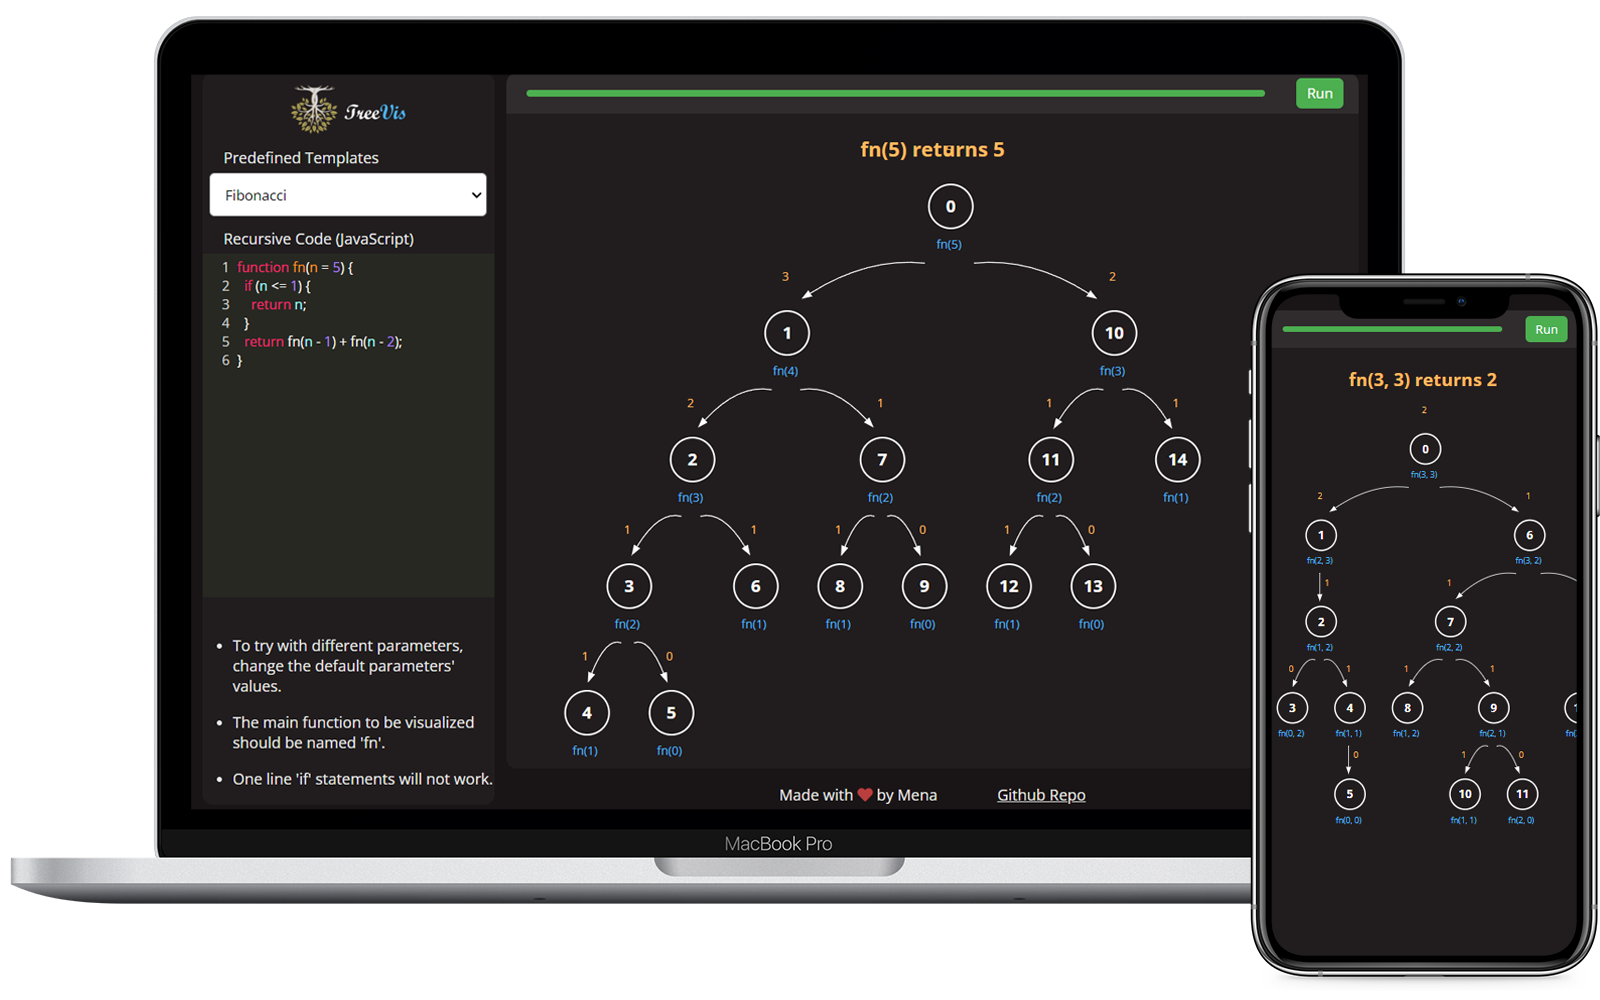 TreeVis
Predefined Templates
Fibonacci
Recursive Code (JavaScript)
1 function fn(n = 5) {
2 if (n <= 1) {
3 return n;
4 }
5 return fn(n - 1) + fn(n - 2);
6 }
To try with different parameters,
change the default parameters'
values.
The main function to be visualized
should be named 'fn'.
One line 'if' statements will not work.
Run
fn(5) returns 5
0
fn(5)
3 2
1 10
fn(4) fn(3)
2 1 1 1
2 7 11 14
fn(3) fn(2) fn(2) fn(1)
1 1 1 0 1 0
3 6 8 9 12 13
fn(2) fn(1) fn(1) fn(0) fn(1) fn(0)
1 0
4 5
fn(1) fn(0)
Made with ❤ by Mena Github Repo
MacBook Pro
Run
fn(3, 3) returns 2
2
0
fn(3, 3)
2 1
1 6
fn(2, 3) fn(3, 2)
1 1
2 7
fn(1, 2) fn(2, 2)
0 1 1 1
3 4 8 9
fn(0, 2) fn(1, 1) fn(1, 2) fn(2, 1)
0 1 0
5 10 11
fn(0, 0) fn(1, 1) fn(2, 0)